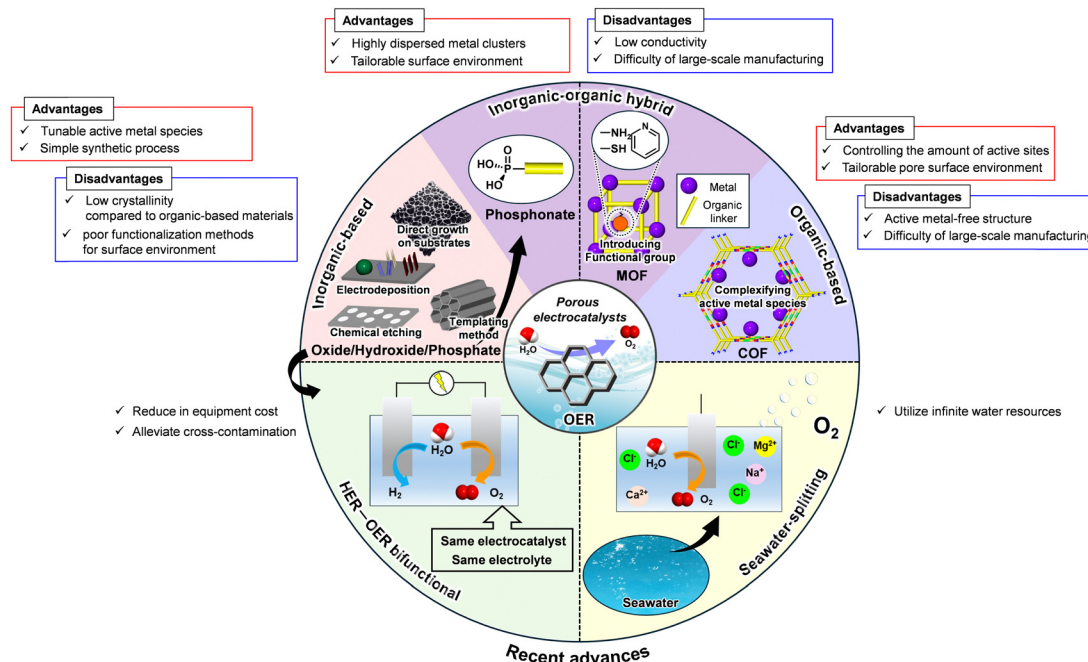 Advantages
✓ Highly dispersed metal clusters
✓ Tailorable surface environment
Disadvantages
✓ Low conductivity
✓ Difficulty of large-scale manufacturing
Advantages
✓ Tunable active metal species
✓ Simple synthetic process
Disadvantages
✓ Low crystallinity
compared to organic-based materials
✓ poor functionalization methods
for surface environment
Advantages
✓ Controlling the amount of active sites
✓ Tailorable pore surface environment
Disadvantages
✓ Active metal-free structure
✓ Difficulty of large-scale manufacturing
Inorganic-organic hybrid
O
HO
P
HO
Phosphonate
NH₂
SH
N
Metal
Organic
linker
Introducing
Functional group
MOF
Inorganic-based
Direct growth
on substrates
Electrodeposition
Chemical etching
Templating
method
Oxide/Hydroxide/Phosphate
Organic-based
Complexifying
active metal species
COF
Porous
electrocatalysts
H₂O
O₂
OER
✓ Reduce in equipment cost
✓ Alleviate cross-contamination
HER−OER bifunctional
H₂O
H₂
O₂
Same electrocatalyst
Same electrolyte
✓ Utilize infinite water resources
Seawater-splitting
O₂
Cl⁻
H₂O
Cl⁻
Mg²⁺
Na⁺
Ca²⁺
O₂
Cl⁻
Seawater
Recent advances